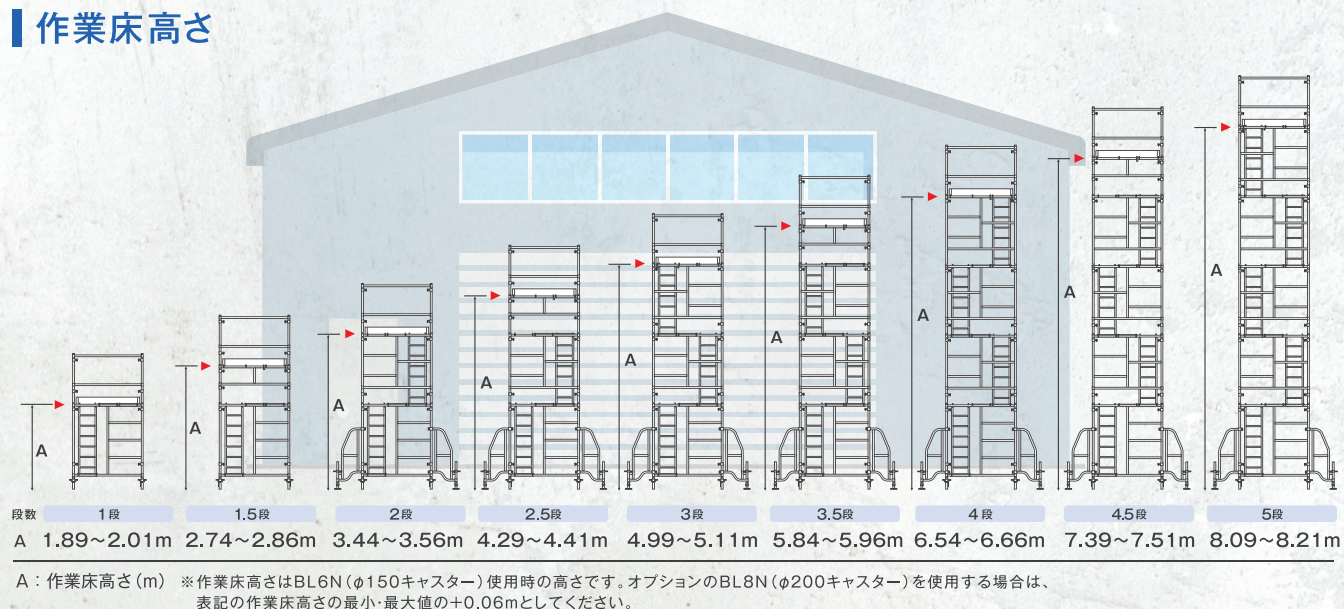 作業床高さ
A A A A A A A A A
段数 1段 1.5段 2段 2.5段 3段 3.5段 4段 4.5段 5段
A 1.89～2.01m 2.74～2.86m 3.44～3.56m 4.29～4.41m 4.99～5.11m 5.84～5.96m 6.54～6.66m 7.39～7.51m 8.09～8.21m
A：作業床高さ(m) ※作業床高さはBL6N(φ150キャスター)使用時の高さです。オプションのBL8N(φ200キャスター)を使用する場合は、
表記の作業床高さの最小・最大値の+0.06mとしてください。